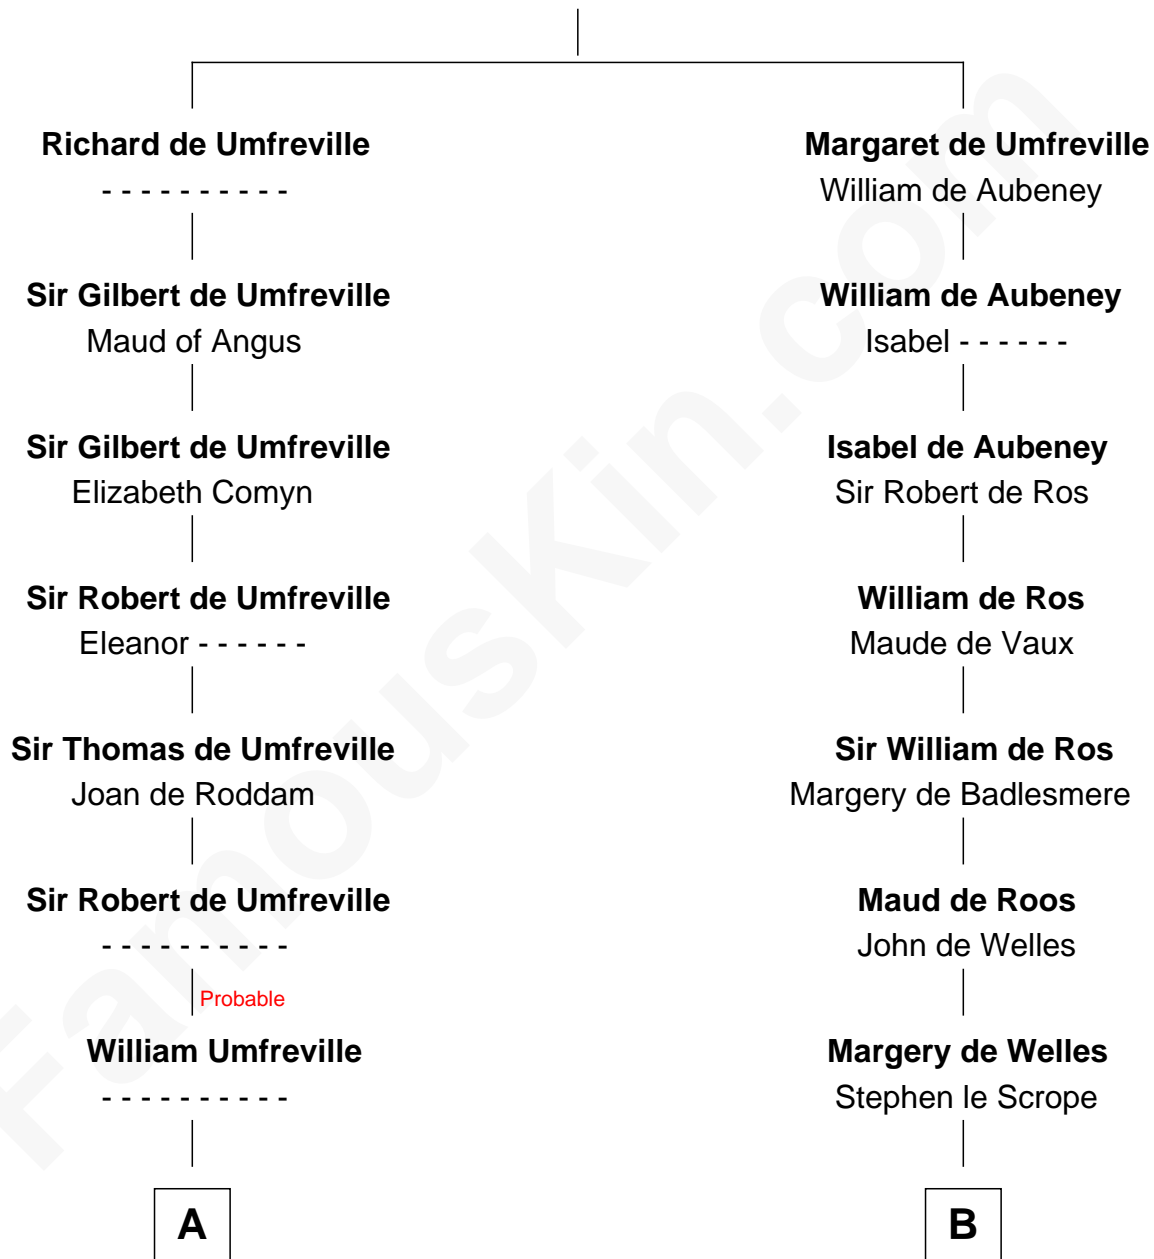 Richard de Umfreville
- - - - - - - - - -
Sir Gilbert de Umfreville
Maud of Angus
Sir Gilbert de Umfreville
Elizabeth Comyn
Sir Robert de Umfreville
Eleanor - - - - - -
Sir Thomas de Umfreville
Joan de Roddam
Sir Robert de Umfreville
- - - - - - - - - -
Probable
William Umfreville
- - - - - - - - - -
A
Margaret de Umfreville
William de Aubeney
William de Aubeney
Isabel - - - - - -
Isabel de Aubeney
Sir Robert de Ros
William de Ros
Maude de Vaux
Sir William de Ros
Margery de Badlesmere
Maud de Roos
John de Welles
Margery de Welles
Stephen le Scrope
B
FamousKin.com